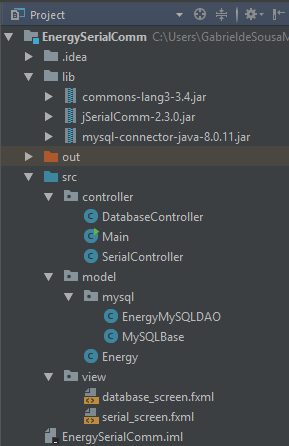 Project
EnergySerialComm C:\Users\GabrieldeSousaM
.idea
lib
commons-lang3-3.4.jar
jSerialComm-2.3.0.jar
mysql-connector-java-8.0.11.jar
out
src
controller
DatabaseController
Main
SerialController
model
mysql
EnergyMySQLDAO
MySQLBase
Energy
view
database_screen.fxml
serial_screen.fxml
EnergySerialComm.iml